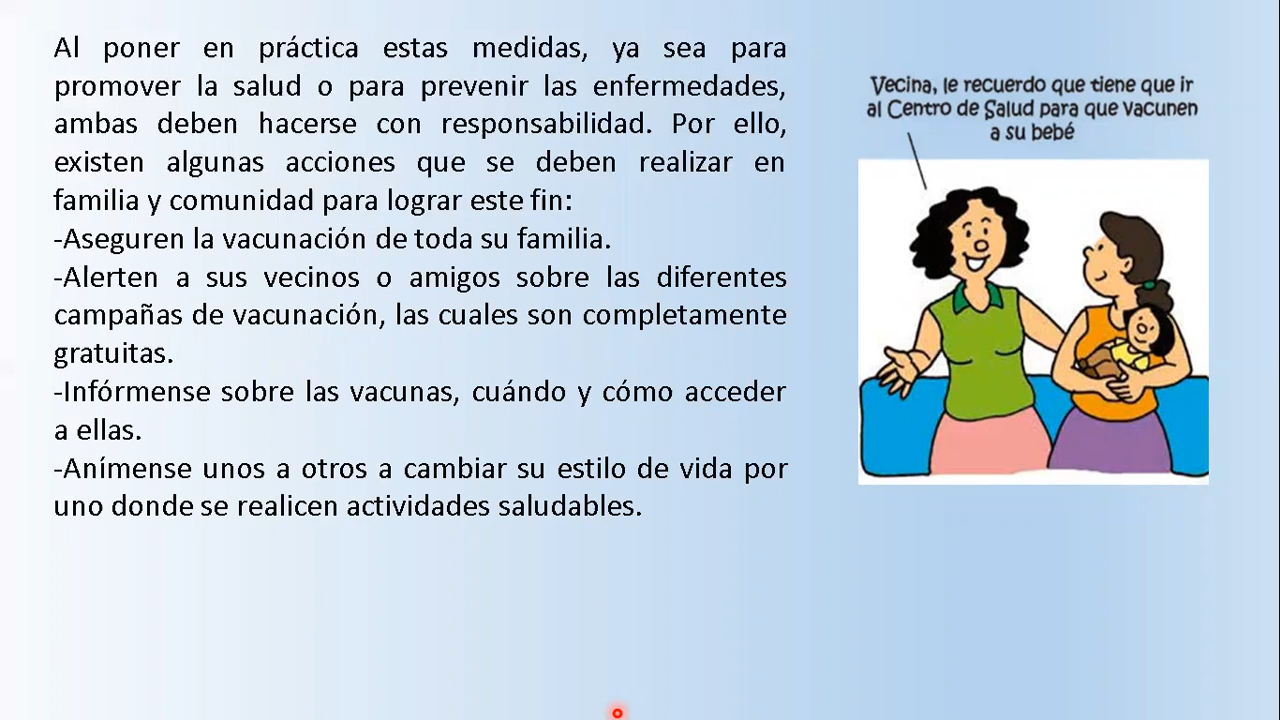 Al poner en práctica estas medidas, ya sea para
promover la salud o para prevenir las enfermedades,
ambas deben hacerse con responsabilidad. Por ello,
existen algunas acciones que se deben realizar en
familia y comunidad para lograr este fin:
-Aseguren la vacunación de toda su familia.
-Alerten a sus vecinos o amigos sobre las diferentes
campañas de vacunación, las cuales son completamente
gratuitas.
-Infórmense sobre las vacunas, cuándo y cómo acceder
a ellas.
-Anímense unos a otros a cambiar su estilo de vida por
uno donde se realicen actividades saludables.
Vecina, le recuerdo que tiene que ir
al Centro de Salud para que vacunen
a su bebé